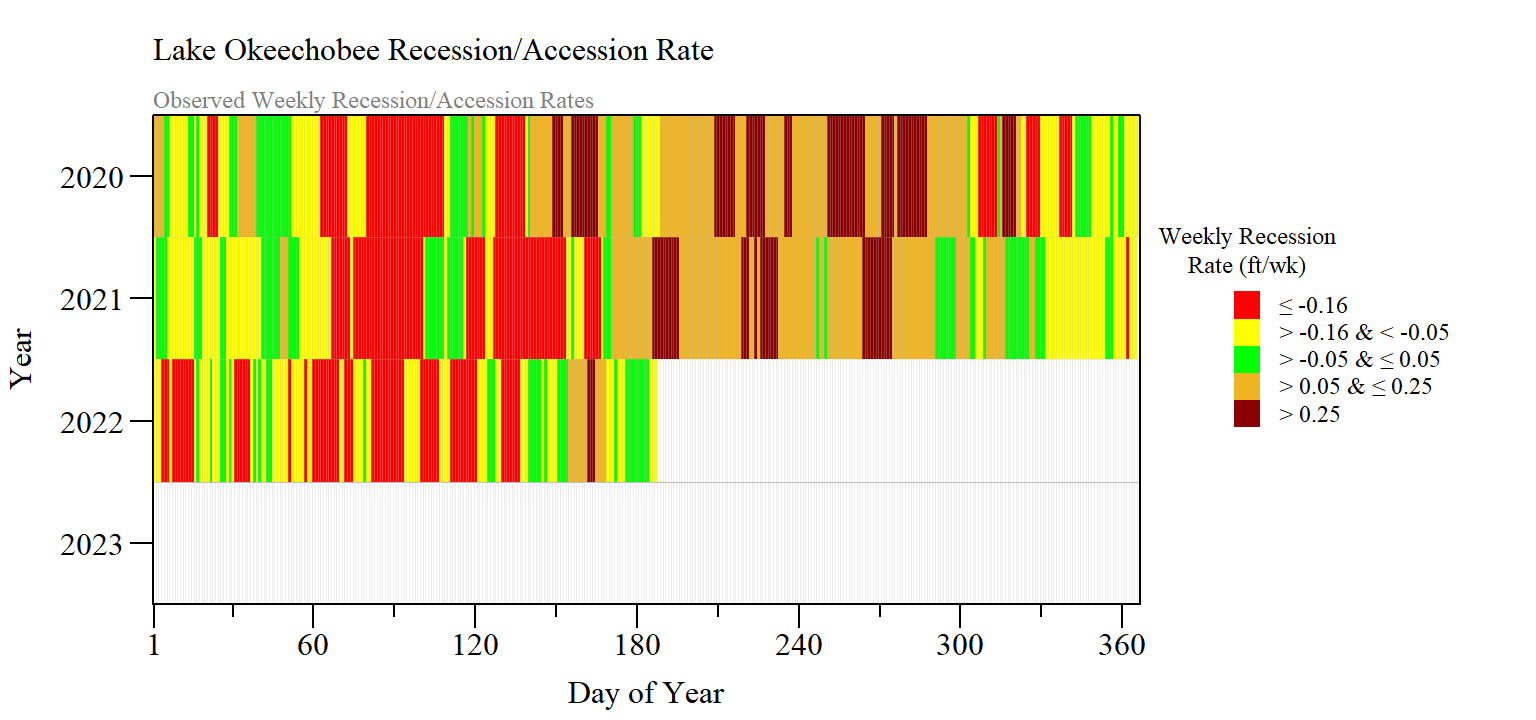 Lake Okeechobee Recession/Accession Rate
Observed Weekly Recession/Accession Rates
Year
2020
2021
2022
2023
1 60 120 180 240 300 360
Day of Year
Weekly Recession
Rate (ft/wk)
≤ -0.16
> -0.16 & < -0.05
> -0.05 & ≤ 0.05
> 0.05 & ≤ 0.25
> 0.25